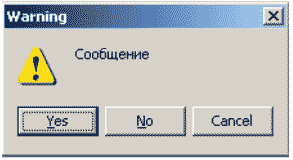 Warning
Сообщение
Yes
No
Cancel